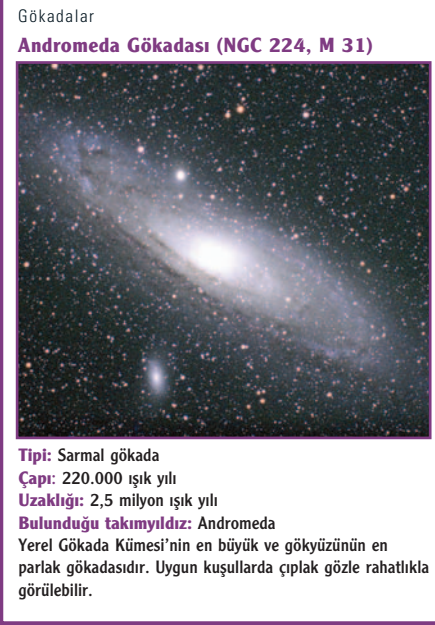 Gökadalar
Andromeda Gökadası (NGC 224, M 31)
Tipi: Sarmal gökada
Çapı: 220.000 ışık yılı
Uzaklığı: 2,5 milyon ışık yılı
Bulunduğu takımyıldız: Andromeda
Yerel Gökada Kümesi’nin en büyük ve gökyüzünün en
parlak gökadasıdır. Uygun kuşullarda çıplak gözle rahatlıkla
görülebilir.